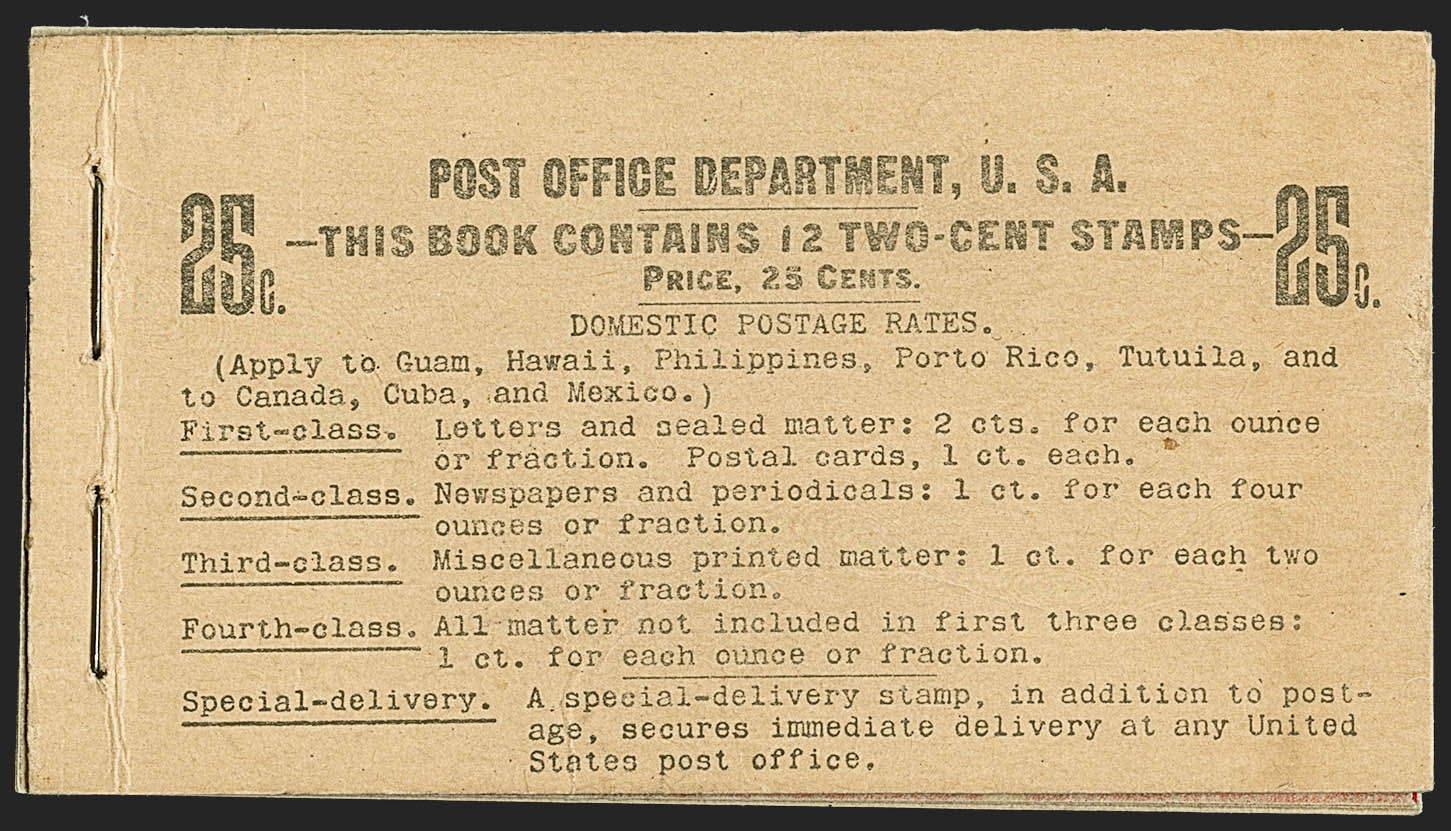 POST OFFICE DEPARTMENT, U. S. A.
25c. —THIS BOOK CONTAINS 12 TWO-CENT STAMPS— 25c.
PRICE, 25 CENTS.
DOMESTIC POSTAGE RATES.
(Apply to Guam, Hawaii, Philippines, Porto Rico, Tutuila, and
to Canada, Cuba, and Mexico.)
First-class. Letters and sealed matter: 2 cts. for each ounce
or fraction. Postal cards, 1 ct. each.
Second-class. Newspapers and periodicals: 1 ct. for each four
ounces or fraction.
Third-class. Miscellaneous printed matter: 1 ct. for each two
ounces or fraction.
Fourth-class. All matter not included in first three classes:
1 ct. for each ounce or fraction.
Special-delivery. A special-delivery stamp, in addition to post-
age, secures immediate delivery at any United
States post office.